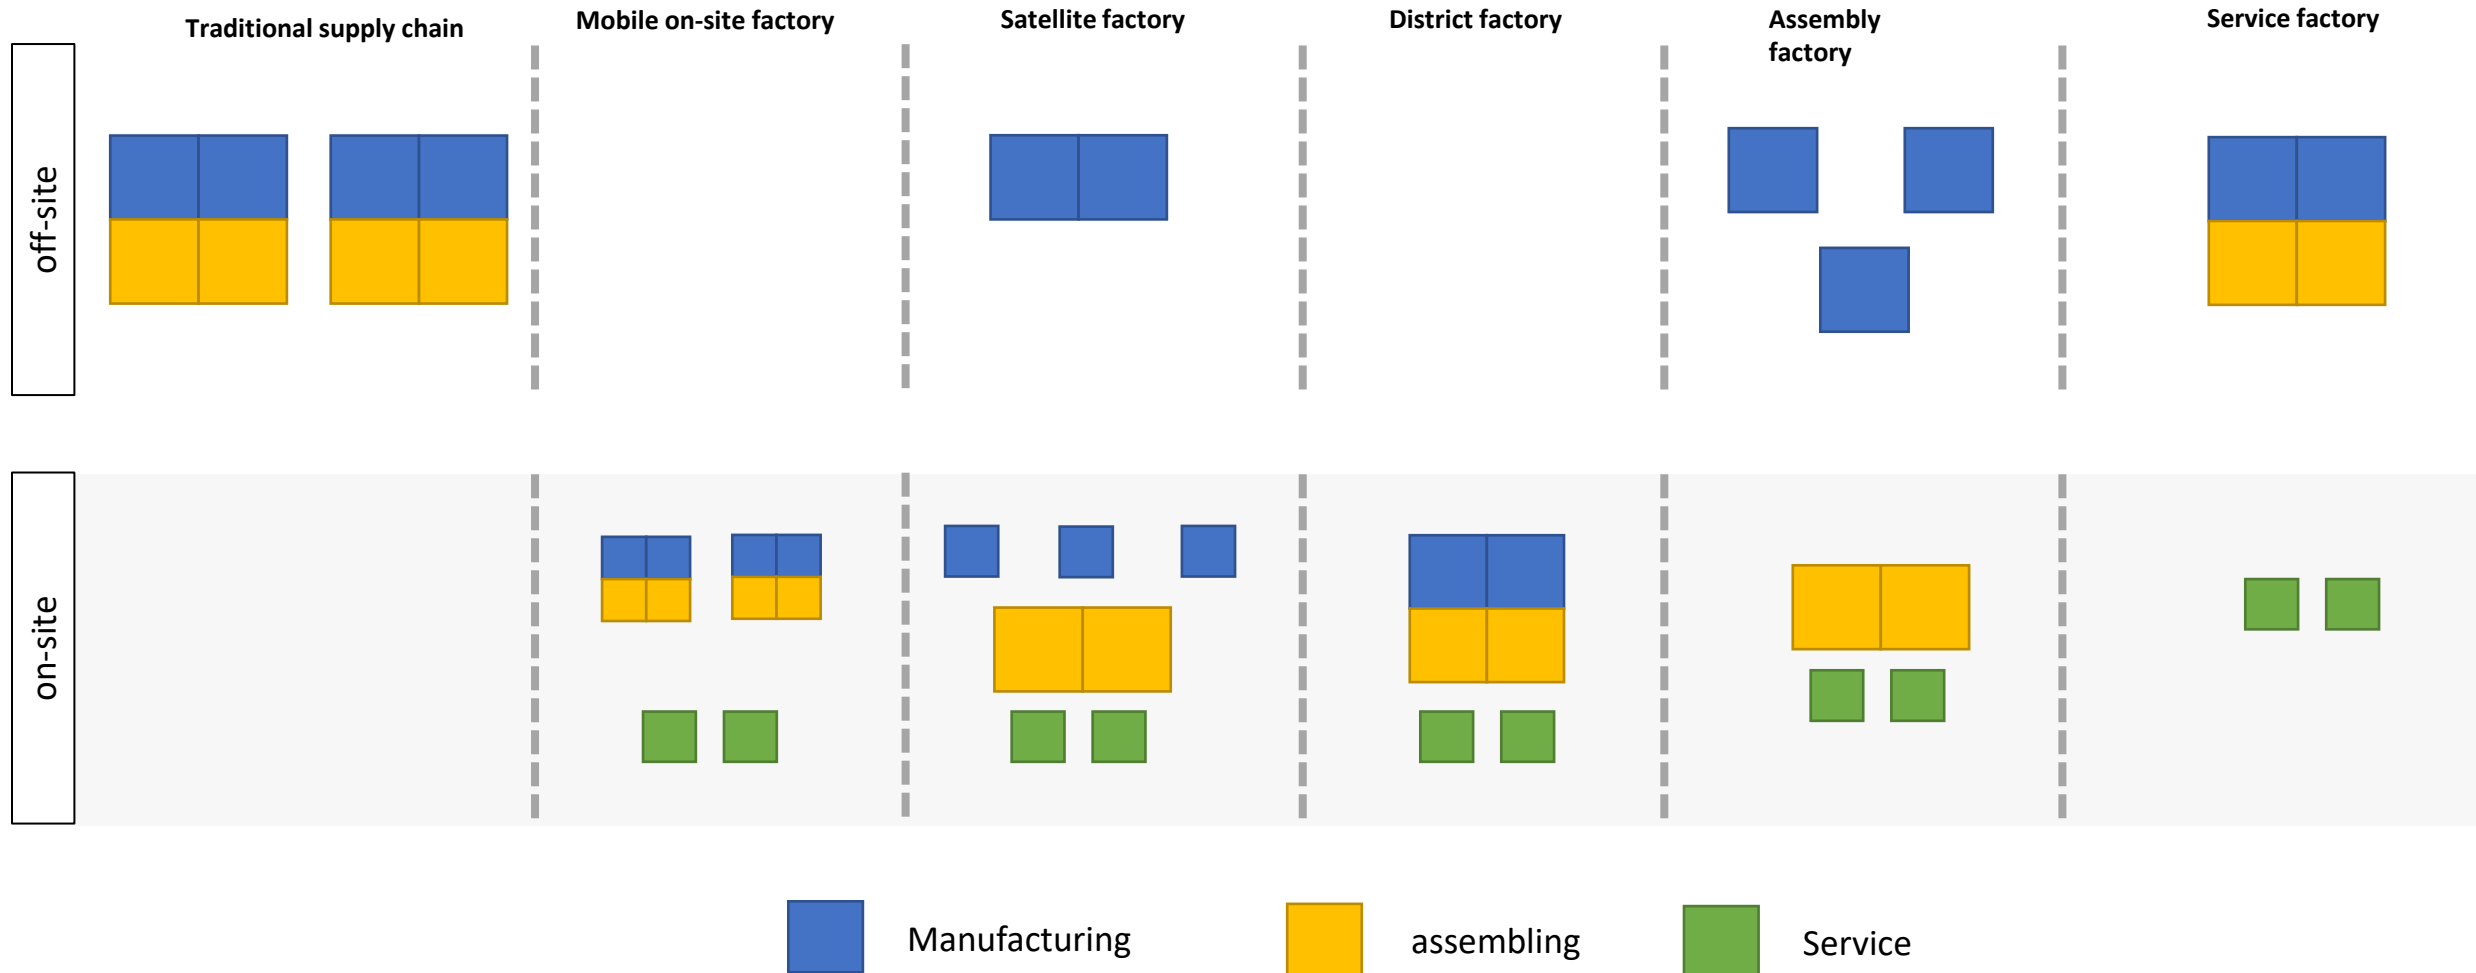 Traditional supply chain
Mobile on-site factory
Satellite factory
District factory
Assembly
factory
Service factory
off-site
on-site
Manufacturing
assembling
Service